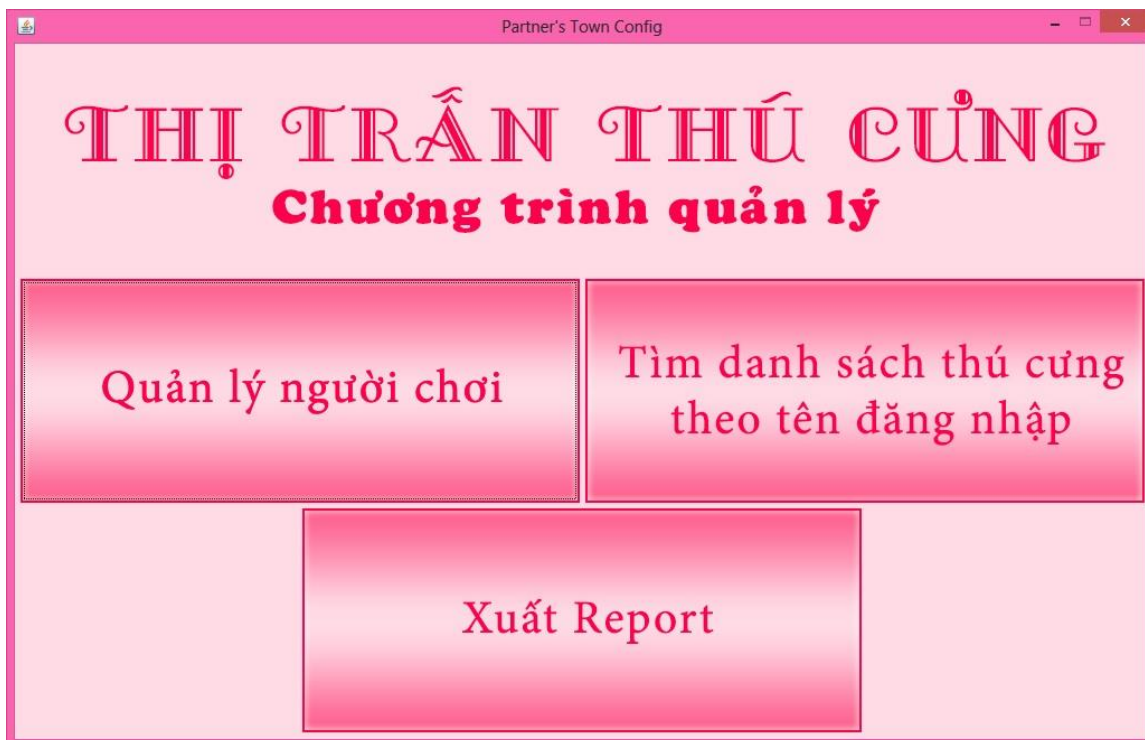 Partner's Town Config
THỊ TRẤN THÚ CƯNG
Chương trình quản lý
Quản lý người chơi
Tìm danh sách thú cưng
theo tên đăng nhập
Xuất Report